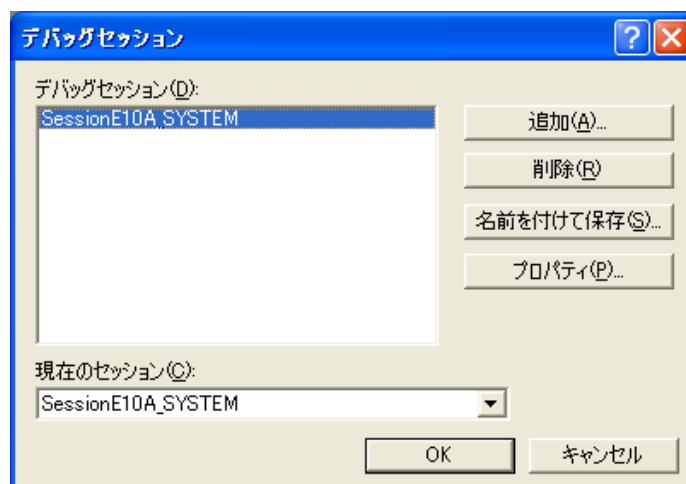 デバッグセッション
デバッグセッション(D):
SessionE10A_SYSTEM
追加(A)...
削除(R)
名前を付けて保存(S)...
プロパティ(P)...
現在のセッション(C):
SessionE10A_SYSTEM
OK
キャンセル